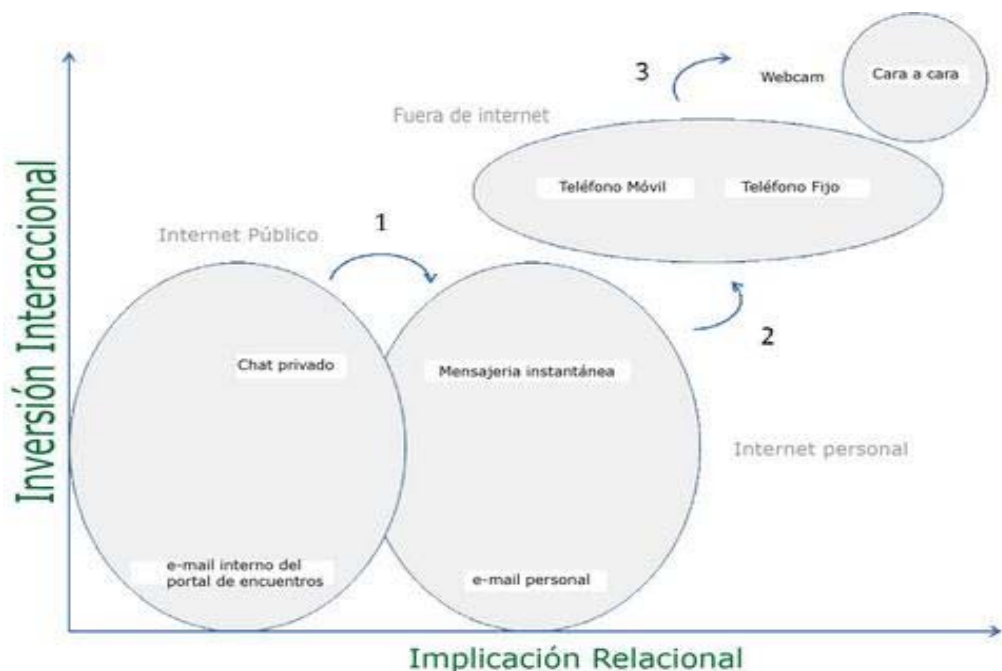 3
Webcam
Cara a cara
Fuera de internet
Teléfono Móvil
Teléfono Fijo
1
Internet Público
2
Chat privado
Mensajeria instantánea
Internet personal
e-mail interno del
portal de encuentros
e-mail personal
Inversión Interaccional
Implicación Relacional